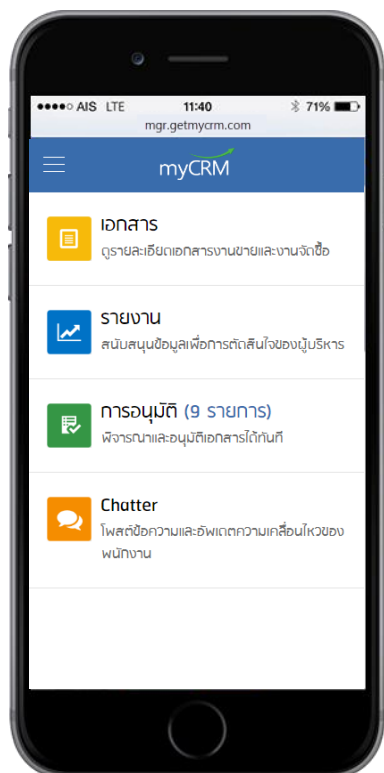 AIS LTE 11:40 71%
mgr.getmycrm.com
myCRM
เอกสาร
ดูรายละเอียดเอกสารงานขายและงานจัดซื้อ
รายงาน
สนับสนุนข้อมูลเพื่อการตัดสินใจของผู้บริหาร
การอนุมัติ (9 รายการ)
พิจารณาและอนุมัติเอกสารได้ทันที
Chatter
โพสต์ข้อความและอัพเดตความเคลื่อนไหวของ
พนักงาน